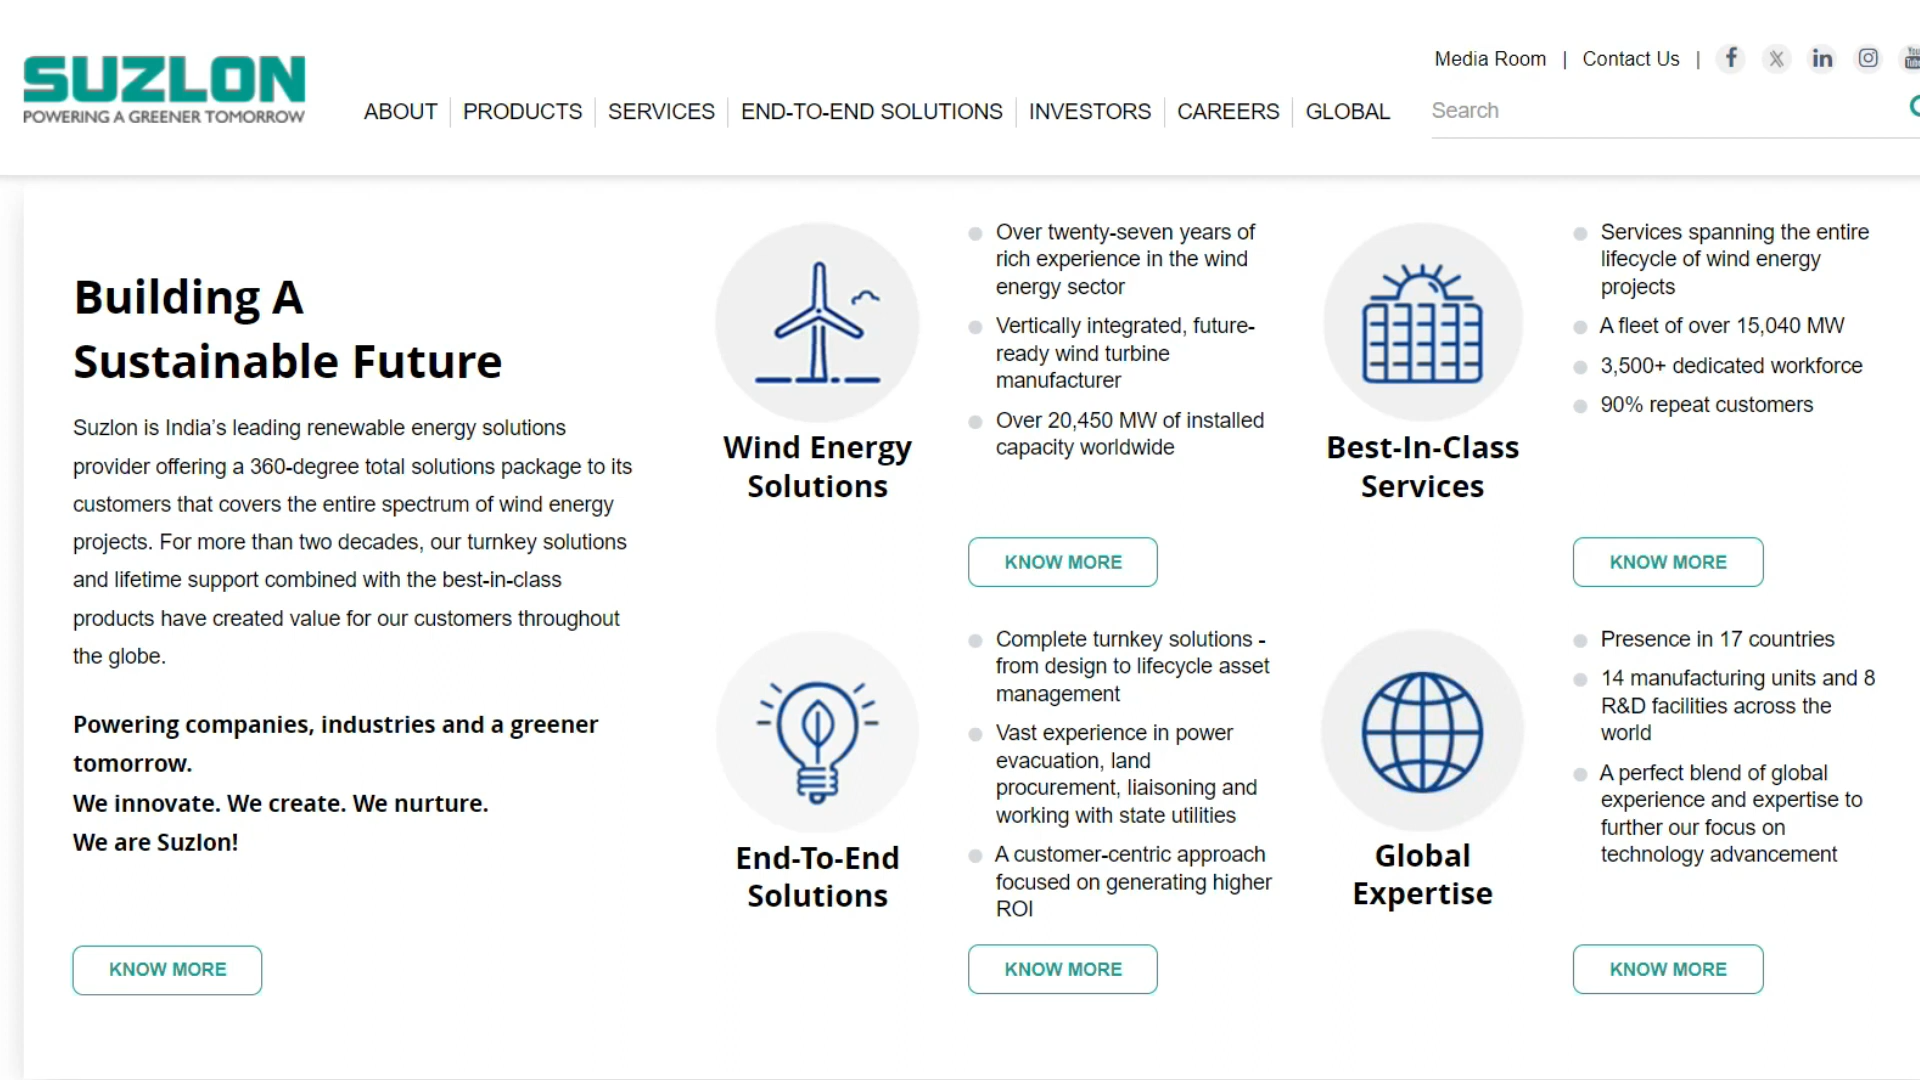 SUZLON
POWERING A GREENER TOMORROW
Media Room | Contact Us |
ABOUT
PRODUCTS
SERVICES
END-TO-END SOLUTIONS
INVESTORS
CAREERS
GLOBAL
Search
Building A
Sustainable Future
Suzlon is India’s leading renewable energy solutions
provider offering a 360-degree total solutions package to its
customers that covers the entire spectrum of wind energy
projects. For more than two decades, our turnkey solutions
and lifetime support combined with the best-in-class
products have created value for our customers throughout
the globe.
Powering companies, industries and a greener
tomorrow.
We innovate. We create. We nurture.
We are Suzlon!
KNOW MORE
Wind Energy
Solutions
Over twenty-seven years of
rich experience in the wind
energy sector
Vertically integrated, future-
ready wind turbine
manufacturer
Over 20,450 MW of installed
capacity worldwide
KNOW MORE
Best-In-Class
Services
Services spanning the entire
lifecycle of wind energy
projects
A fleet of over 15,040 MW
3,500+ dedicated workforce
90% repeat customers
KNOW MORE
End-To-End
Solutions
Complete turnkey solutions -
from design to lifecycle asset
management
Vast experience in power
evacuation, land
procurement, liaisoning and
working with state utilities
A customer-centric approach
focused on generating higher
ROI
KNOW MORE
Global
Expertise
Presence in 17 countries
14 manufacturing units and 8
R&D facilities across the
world
A perfect blend of global
experience and expertise to
further our focus on
technology advancement
KNOW MORE